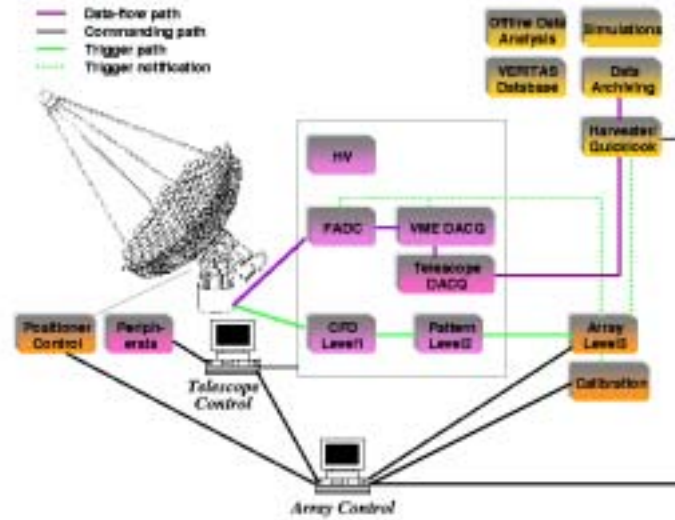 Data-flow path
Commanding path
Trigger path
Trigger notification
Offline Data
Analysis
Simulations
VERITAS
Database
Data
Archiving
Harvester/
Quicklook
HV
FADC
VME DACQ
Telescope
DACQ
Positioner
Control
Periph-
erals
CFD
Level1
Pattern
Level2
Array
Level3
Calibration
Telescope
Control
Array Control